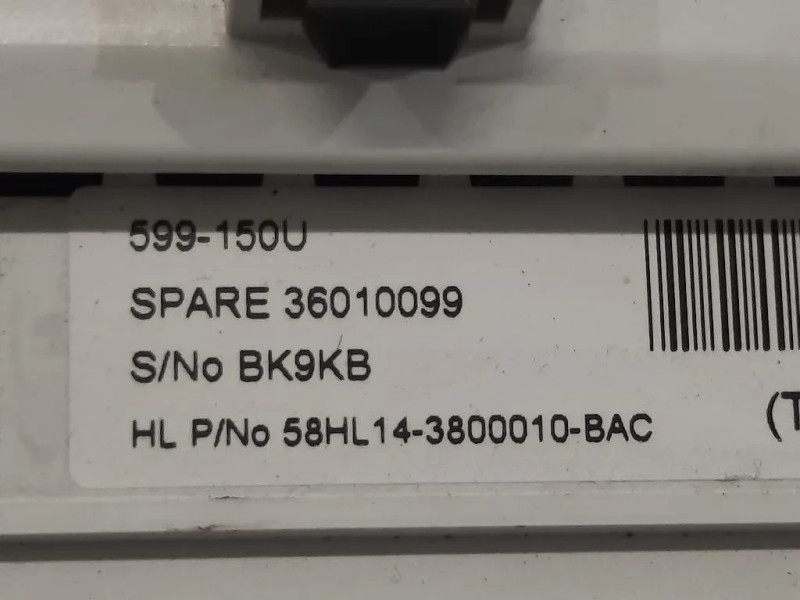 599-150U
SPARE 36010099
S/No BK9KB
HL P/No 58HL14-3800010-BAC
(T